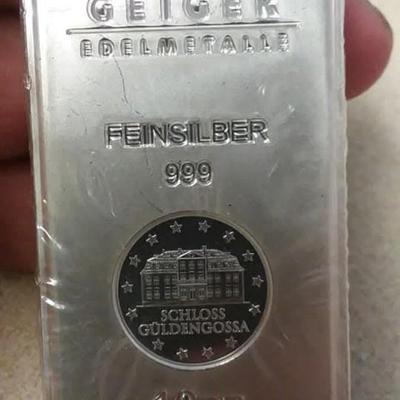 GEIGER
EDELMETALLE
FEINSILBER
999
SCHLOSS
GÜLDENGOSSA